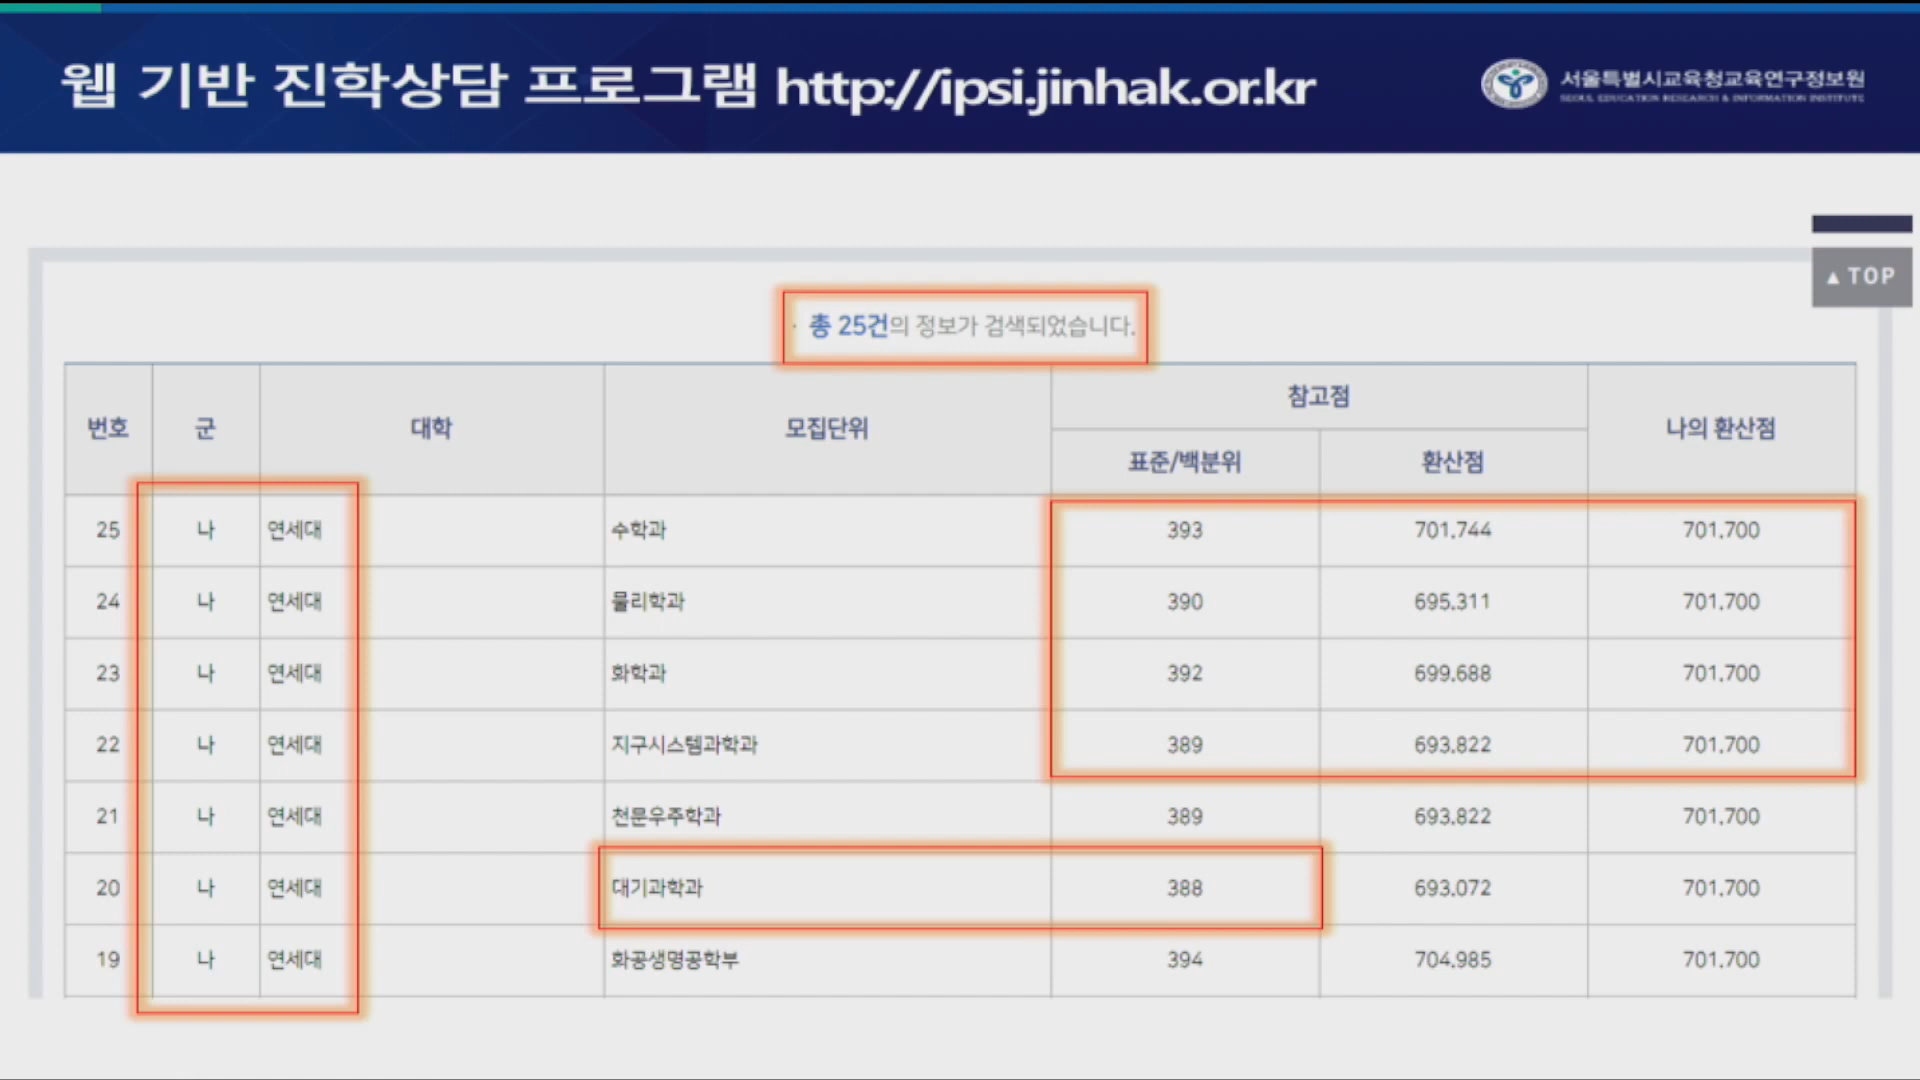 웹 기반 진학상담 프로그램 http://ipsi.jinhak.or.kr
서울특별시교육청교육연구정보원
SEOUL EDUCATION RESEARCH & INFORMATION INSTITUTE
▲ TOP
· 총 25건의 정보가 검색되었습니다.
번호 군 대학 모집단위 참고점 나의 환산점
표준/백분위 환산점
25 나 연세대 수학과 393 701.744 701.700
24 나 연세대 물리학과 390 695.311 701.700
23 나 연세대 화학과 392 699.688 701.700
22 나 연세대 지구시스템과학과 389 693.822 701.700
21 나 연세대 천문우주학과 389 693.822 701.700
20 나 연세대 대기과학과 388 693.072 701.700
19 나 연세대 화공생명공학부 394 704.985 701.700